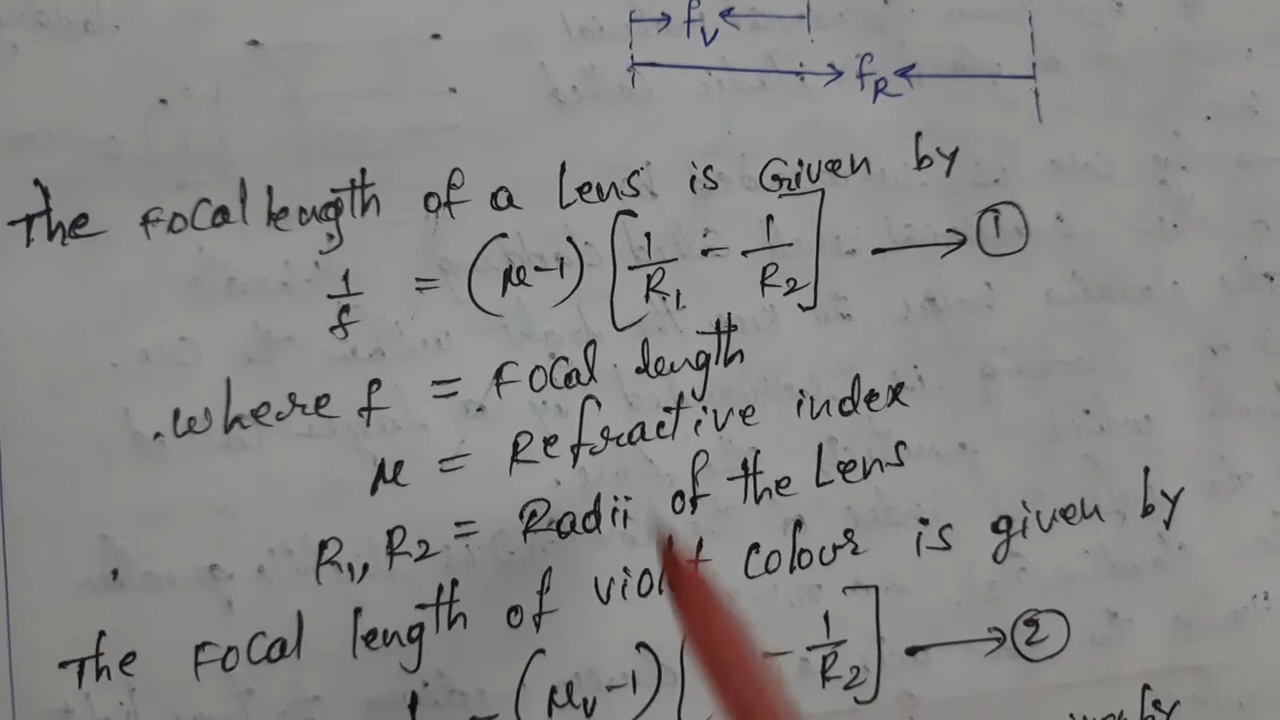 fV
fR
The Focal length of a Lens is Given by
1/f = (μ-1) [1/R1 - 1/R2] → ①
where f = Focal length
μ = Refractive index
R1, R2 = Radii of the Lens
The Focal length of violet colour is given by
(μv-1) [ - 1/R2] → ②
by